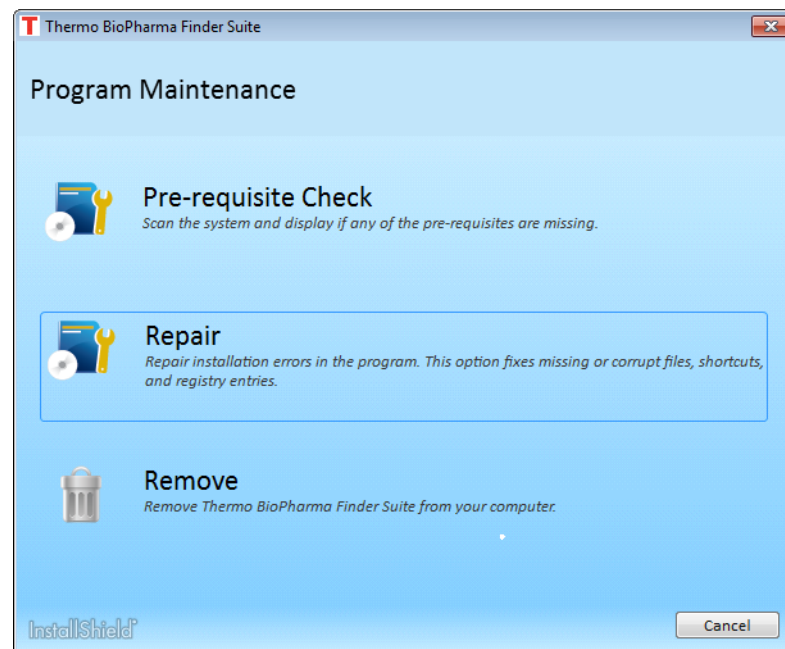 Thermo BioPharma Finder Suite
Program Maintenance
Pre-requisite Check
Scan the system and display if any of the pre-requisites are missing.
Repair
Repair installation errors in the program. This option fixes missing or corrupt files, shortcuts,
and registry entries.
Remove
Remove Thermo BioPharma Finder Suite from your computer.
InstallShield
Cancel